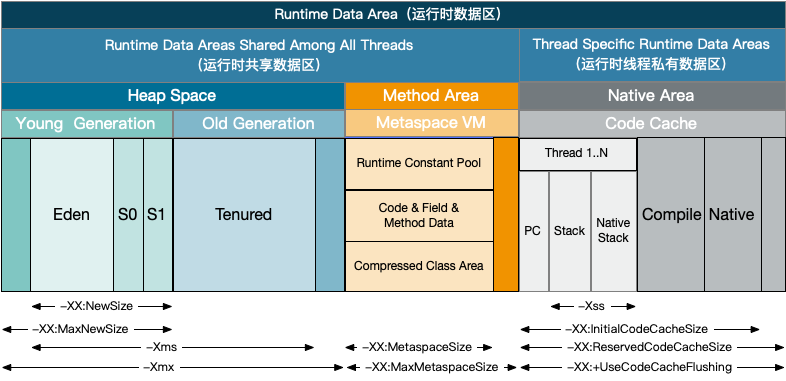 Runtime Data Area（运行时数据区）
Runtime Data Areas Shared Among All Threads
（运行时共享数据区）
Thread Specific Runtime Data Areas
（运行时线程私有数据区）
Heap Space
Method Area
Native Area
Young Generation
Old Generation
Metaspace VM
Code Cache
Eden
S0
S1
Tenured
Runtime Constant Pool
Code & Field &
Method Data
Compressed Class Area
Thread 1..N
PC
Stack
Native
Stack
Compile
Native
-XX:NewSize
-Xss
-XX:MaxNewSize
-XX:InitialCodeCacheSize
-Xms
-XX:MetaspaceSize
-XX:ReservedCodeCacheSize
-Xmx
-XX:MaxMetaspaceSize
-XX:+UseCodeCacheFlushing